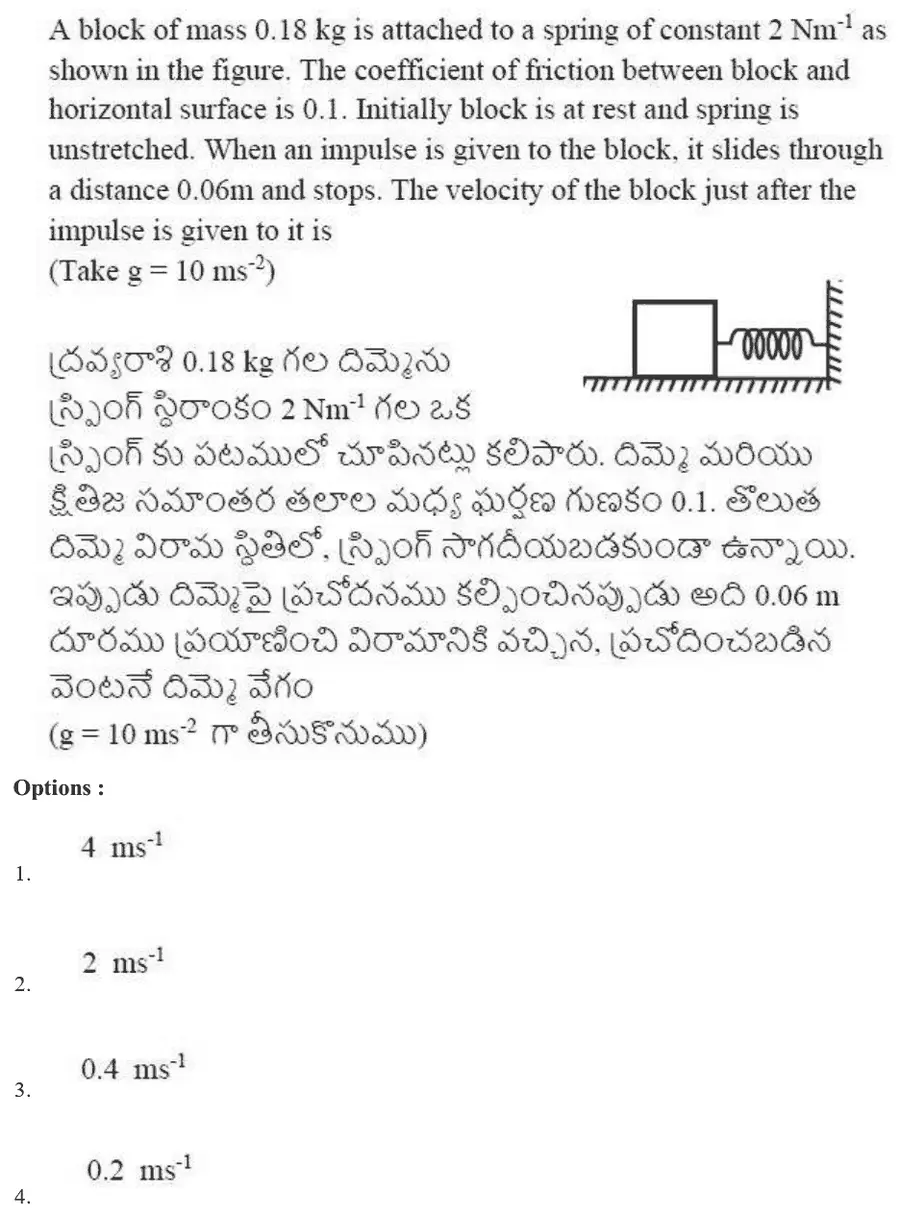 A block of mass 0.18 kg is attached to a spring of constant 2 Nm⁻¹ as
shown in the figure. The coefficient of friction between block and
horizontal surface is 0.1. Initially block is at rest and spring is
unstretched. When an impulse is given to the block, it slides through
a distance 0.06m and stops. The velocity of the block just after the
impulse is given to it is
(Take g = 10 ms⁻²)
ద్రవ్యరాశి 0.18 kg గల దిమ్మెను
స్ప్రింగ్ స్థిరాంకం 2 Nm⁻¹ గల ఒక
స్ప్రింగ్ కు పటములో చూపినట్లు కలిపారు. దిమ్మె మరియు
క్షితిజ సమాంతర తలాల మధ్య ఘర్షణ గుణకం 0.1. తొలుత
దిమ్మె విరామ స్థితిలో, స్ప్రింగ్ సాగదీయబడకుండా ఉన్నాయి.
ఇప్పుడు దిమ్మెపై ప్రచోదనము కల్పించినప్పుడు అది 0.06 m
దూరము ప్రయాణించి విరామానికి వచ్చిన, ప్రచోదించబడిన
వెంటనే దిమ్మె వేగం
(g = 10 ms⁻² గా తీసుకొనుము)
Options :
1. 4 ms⁻¹
2. 2 ms⁻¹
3. 0.4 ms⁻¹
4. 0.2 ms⁻¹